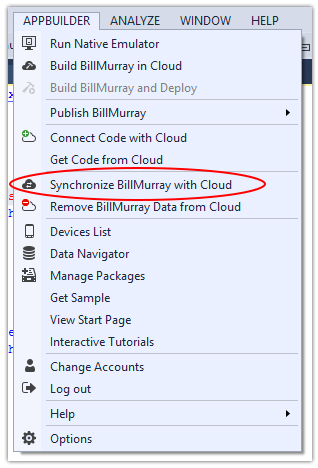 APPBUILDER ANALYZE WINDOW HELP
Run Native Emulator
Build BillMurray in Cloud
Build BillMurray and Deploy
Publish BillMurray
Connect Code with Cloud
Get Code from Cloud
Synchronize BillMurray with Cloud
Remove BillMurray Data from Cloud
Devices List
Data Navigator
Manage Packages
Get Sample
View Start Page
Interactive Tutorials
Change Accounts
Log out
Help
Options